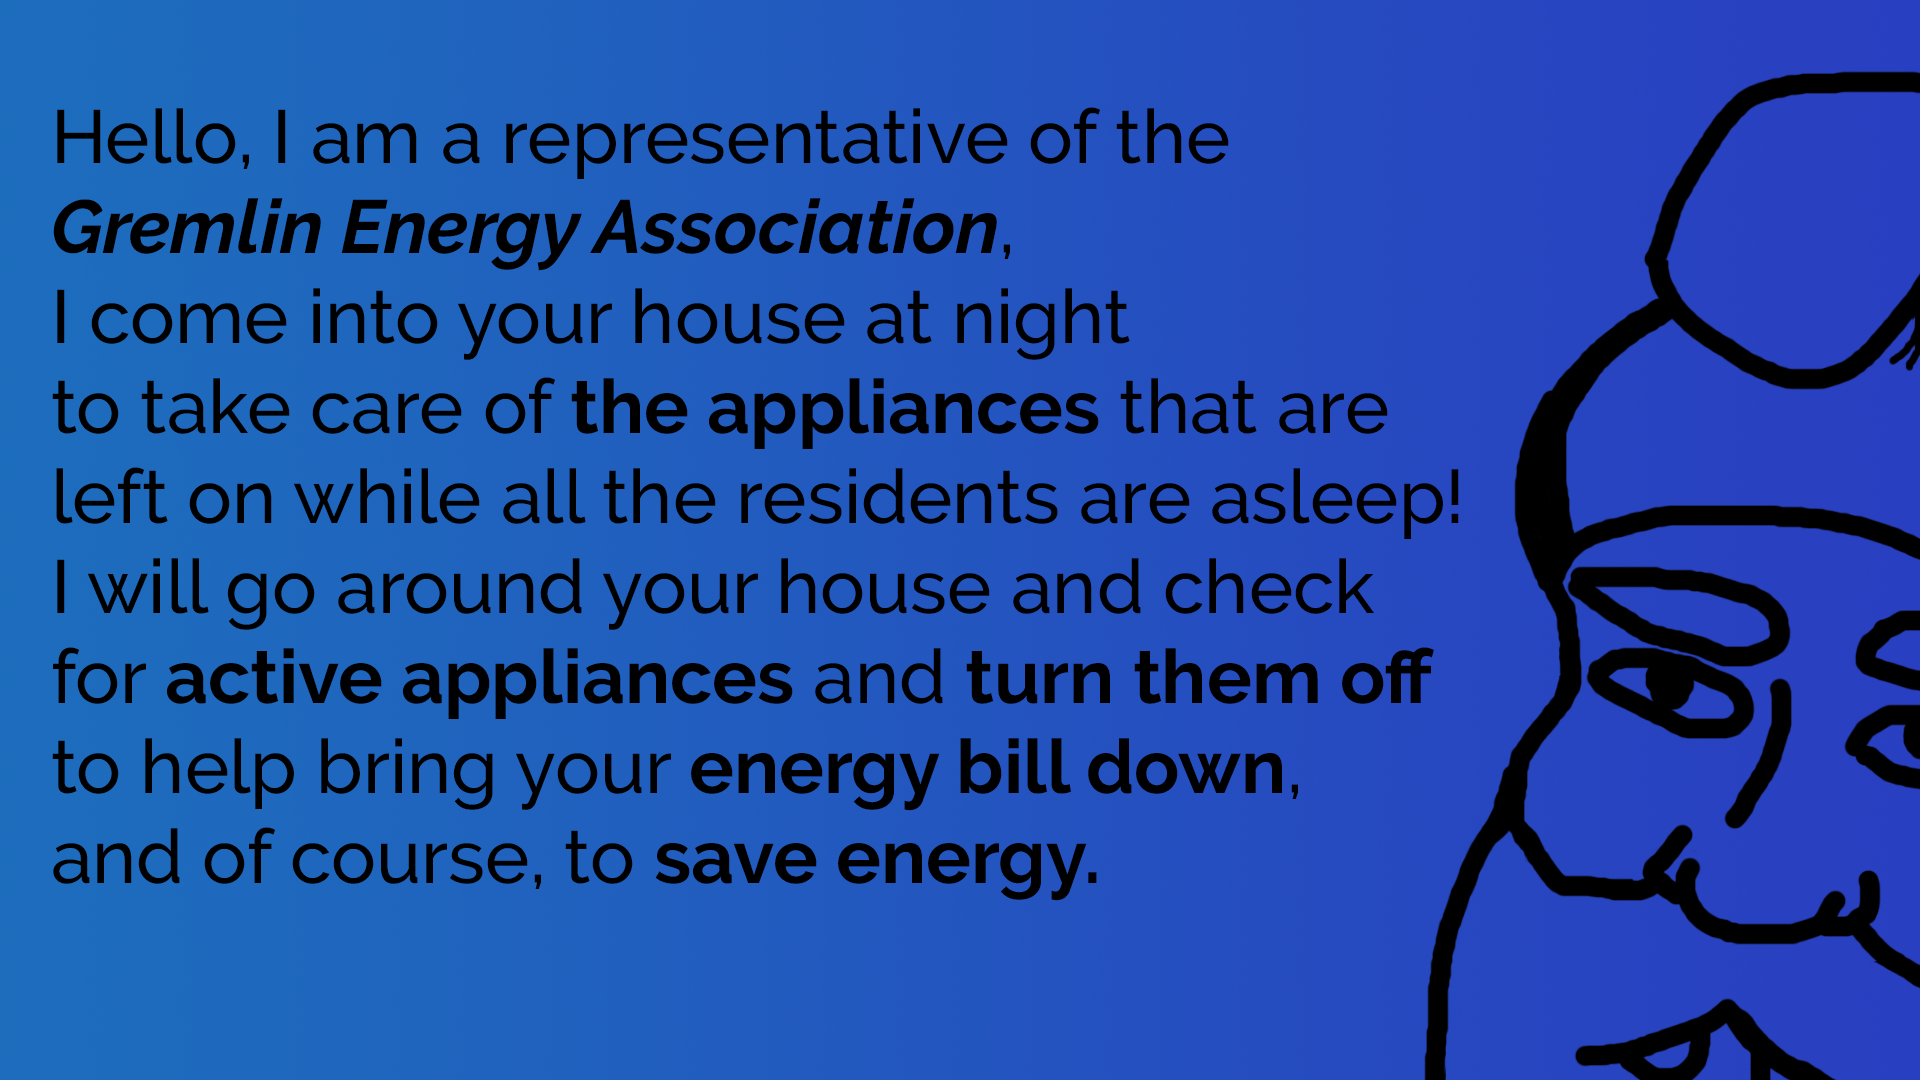 Hello, I am a representative of the
Gremlin Energy Association,
I come into your house at night
to take care of the appliances that are
left on while all the residents are asleep!
I will go around your house and check
for active appliances and turn them off
to help bring your energy bill down,
and of course, to save energy.